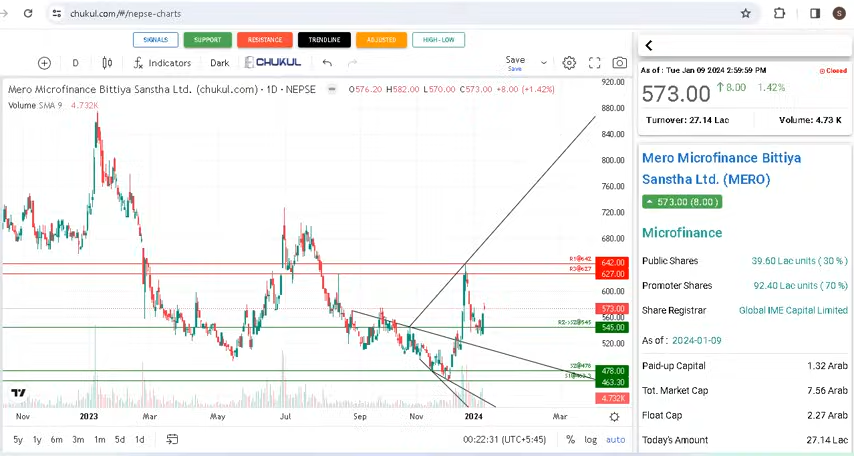 chukul.com/#/nepse-charts
S
SIGNALS SUPPORT RESISTANCE TRENDLINE ADJUSTED HIGH-LOW
D Indicators Dark CHUKUL Save
Save
Mero Microfinance Bittiya Sanstha Ltd. (chukul.com) · 1D · NEPSE O576.20 H582.00 L570.00 C573.00 +8.00 (+1.42%)
Volume SMA 9 4.732K
920.00
880.00
840.00
800.00
760.00
720.00
680.00
R1@642
642.00
R3@627
627.00
600.00
573.00
560.00
545.00
520.00
S2@478
478.00
463.30
4.732K
Nov 2023 Mar May Jul Sep Nov 2024 Mar
5y 1y 6m 3m 1m 5d 1d 00:22:31 (UTC+5:45) % log auto
As of : Tue Jan 09 2024 2:59:59 PM Closed
573.00 8.00 1.42%
Turnover: 27.14 Lac Volume: 4.73 K
Mero Microfinance Bittiya
Sanstha Ltd. (MERO)
573.00 (8.00 )
Microfinance
Public Shares 39.60 Lac units ( 30 % )
Promoter Shares 92.40 Lac units ( 70 % )
Share Registrar Global IME Capital Limited
As of : 2024-01-09
Paid-up Capital 1.32 Arab
Tot. Market Cap 7.56 Arab
Float Cap 2.27 Arab
Today's Amount 27.14 Lac